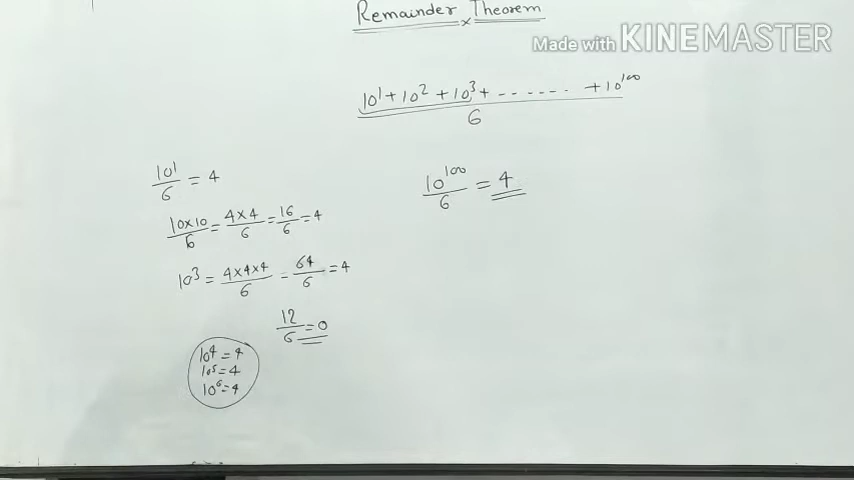 Remainder Theorem
Made with KINEMASTER
10¹ + 10² + 10³ + - - - - - - + 10¹⁰⁰
6
10¹/6 = 4
10¹⁰⁰/6 = 4
10×10/6 = 4×4/6 = 16/6 = 4
10³ = 4×4×4/6 = 64/6 = 4
12/6 = 0
10⁴ = 4
10⁵ = 4
10⁶ = 4